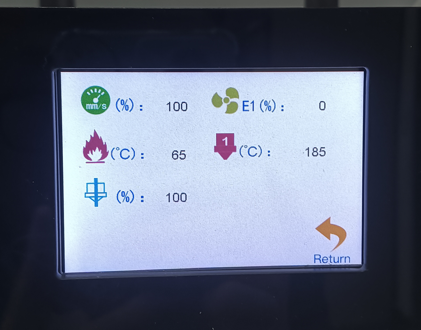 mm/s (%): 100 E1(%): 0
(°C): 65 1 (°C): 185
(%): 100
Return